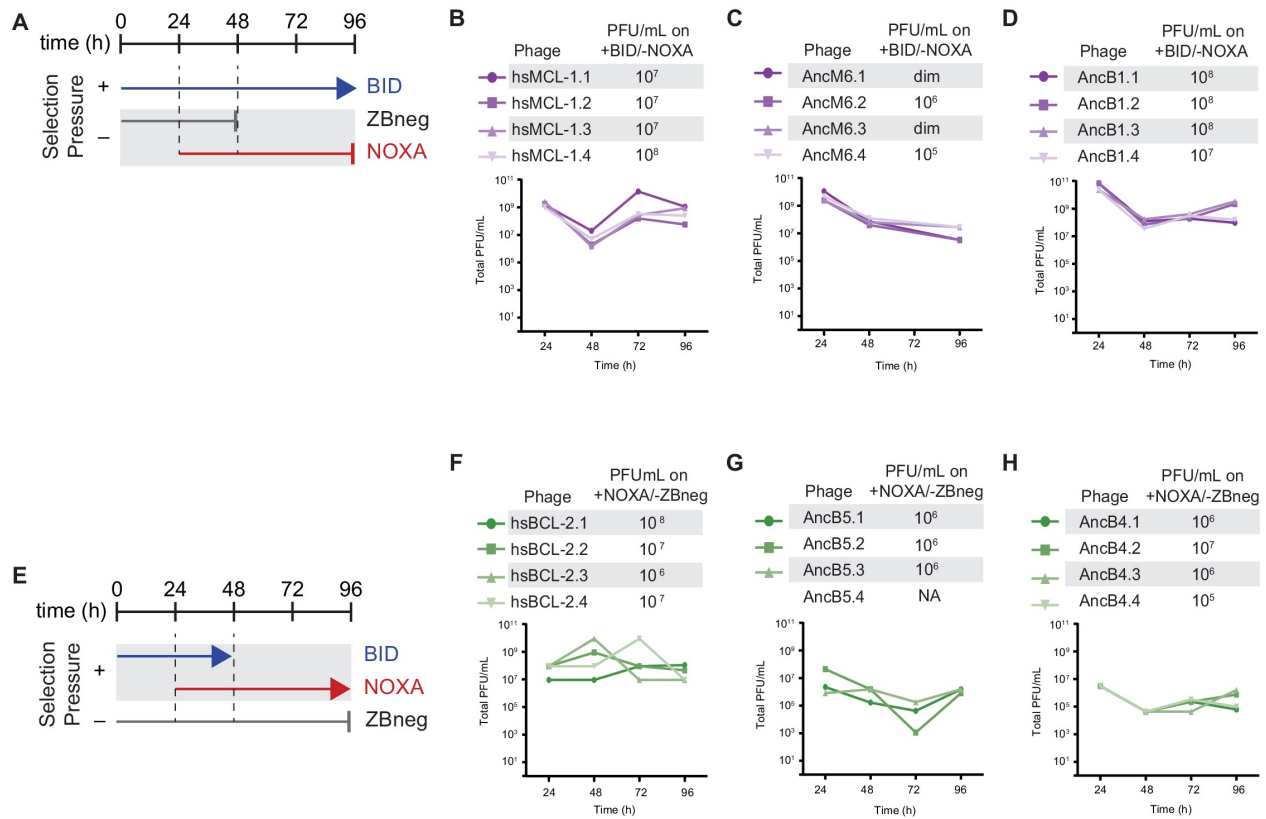 A
0 24 48 72 96
time (h)
Selection Pressure
+
–
BID
ZBneg
NOXA
B
PFU/mL on
Phage +BID/-NOXA
hsMCL-1.1 10⁷
hsMCL-1.2 10⁷
hsMCL-1.3 10⁷
hsMCL-1.4 10⁸
Total PFU/mL
10¹¹
10⁹
10⁷
10⁵
10³
10¹
24 48 72 96
Time (h)
C
PFU/mL on
Phage +BID/-NOXA
AncM6.1 dim
AncM6.2 10⁶
AncM6.3 dim
AncM6.4 10⁵
Total PFU/mL
10¹¹
10⁹
10⁷
10⁵
10³
10¹
24 48 72 96
Time (h)
D
PFU/mL on
Phage +BID/-NOXA
AncB1.1 10⁸
AncB1.2 10⁸
AncB1.3 10⁸
AncB1.4 10⁷
Total PFU/mL
10¹¹
10⁹
10⁷
10⁵
10³
10¹
24 48 72 96
Time (h)
E
0 24 48 72 96
time (h)
Selection Pressure
+
–
BID
NOXA
ZBneg
F
PFUmL on
Phage +NOXA/-ZBneg
hsBCL-2.1 10⁸
hsBCL-2.2 10⁷
hsBCL-2.3 10⁶
hsBCL-2.4 10⁷
Total PFU/mL
10¹¹
10⁹
10⁷
10⁵
10³
10¹
24 48 72 96
Time (h)
G
PFU/mL on
Phage +NOXA/-ZBneg
AncB5.1 10⁶
AncB5.2 10⁶
AncB5.3 10⁶
AncB5.4 NA
Total PFU/mL
10¹¹
10⁹
10⁷
10⁵
10³
10¹
24 48 72 96
Time (h)
H
PFU/mL on
Phage +NOXA/-ZBneg
AncB4.1 10⁶
AncB4.2 10⁷
AncB4.3 10⁶
AncB4.4 10⁵
Total PFU/mL
10¹¹
10⁹
10⁷
10⁵
10³
10¹
24 48 72 96
Time (h)